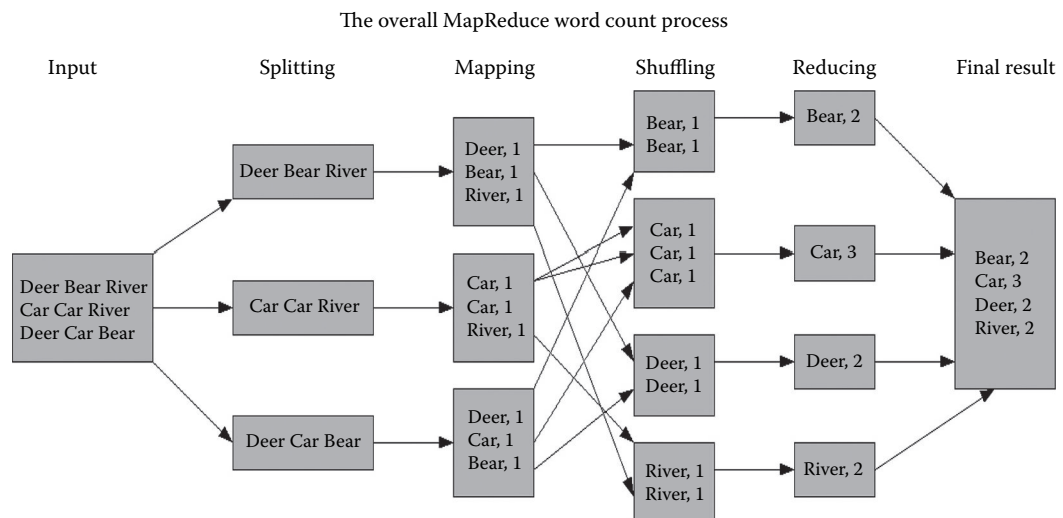 The overall MapReduce word count process
Input
Splitting
Mapping
Shuffling
Reducing
Final result
Deer Bear River
Car Car River
Deer Car Bear
Deer Bear River
Car Car River
Deer Car Bear
Deer, 1
Bear, 1
River, 1
Car, 1
Car, 1
River, 1
Deer, 1
Car, 1
Bear, 1
Bear, 1
Bear, 1
Car, 1
Car, 1
Car, 1
Deer, 1
Deer, 1
River, 1
River, 1
Bear, 2
Car, 3
Deer, 2
River, 2
Bear, 2
Car, 3
Deer, 2
River, 2